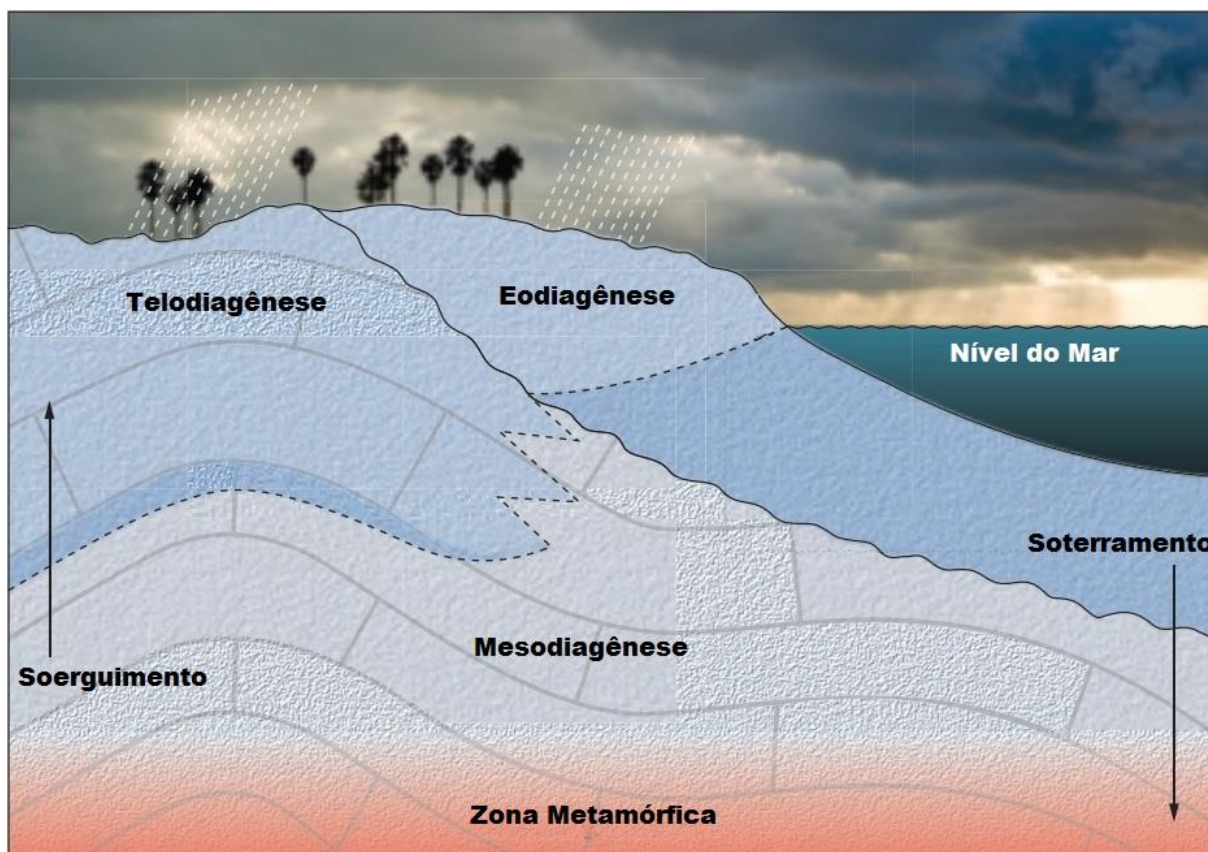 Telodiagênese
Eodiagênese
Nível do Mar
Soterramento
Mesodiagênese
Soerguimento
Zona Metamórfica